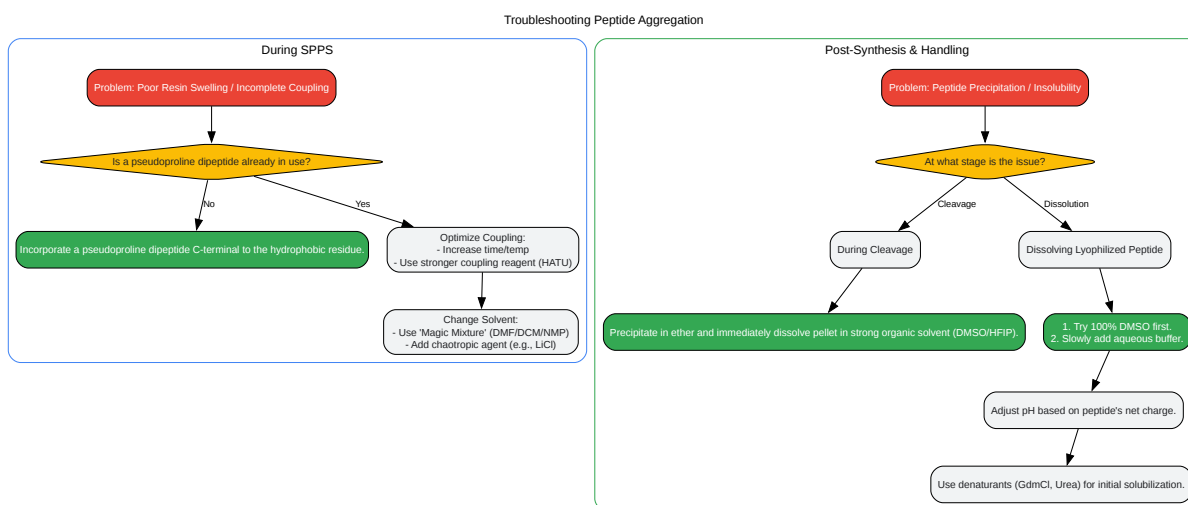 Troubleshooting Peptide Aggregation
During SPPS
Problem: Poor Resin Swelling / Incomplete Coupling
Is a pseudoproline dipeptide already in use?
No
Yes
Incorporate a pseudoproline dipeptide C-terminal to the hydrophobic residue.
Optimize Coupling:
- Increase time/temp
- Use stronger coupling reagent (HATU)
Change Solvent:
- Use 'Magic Mixture' (DMF/DCM/NMP)
- Add chaotropic agent (e.g., LiCl)
Post-Synthesis & Handling
Problem: Peptide Precipitation / Insolubility
At what stage is the issue?
Cleavage
Dissolution
During Cleavage
Dissolving Lyophilized Peptide
Precipitate in ether and immediately dissolve pellet in strong organic solvent (DMSO/HFIP).
1. Try 100% DMSO first.
2. Slowly add aqueous buffer.
Adjust pH based on peptide's net charge.
Use denaturants (GdmCl, Urea) for initial solubilization.